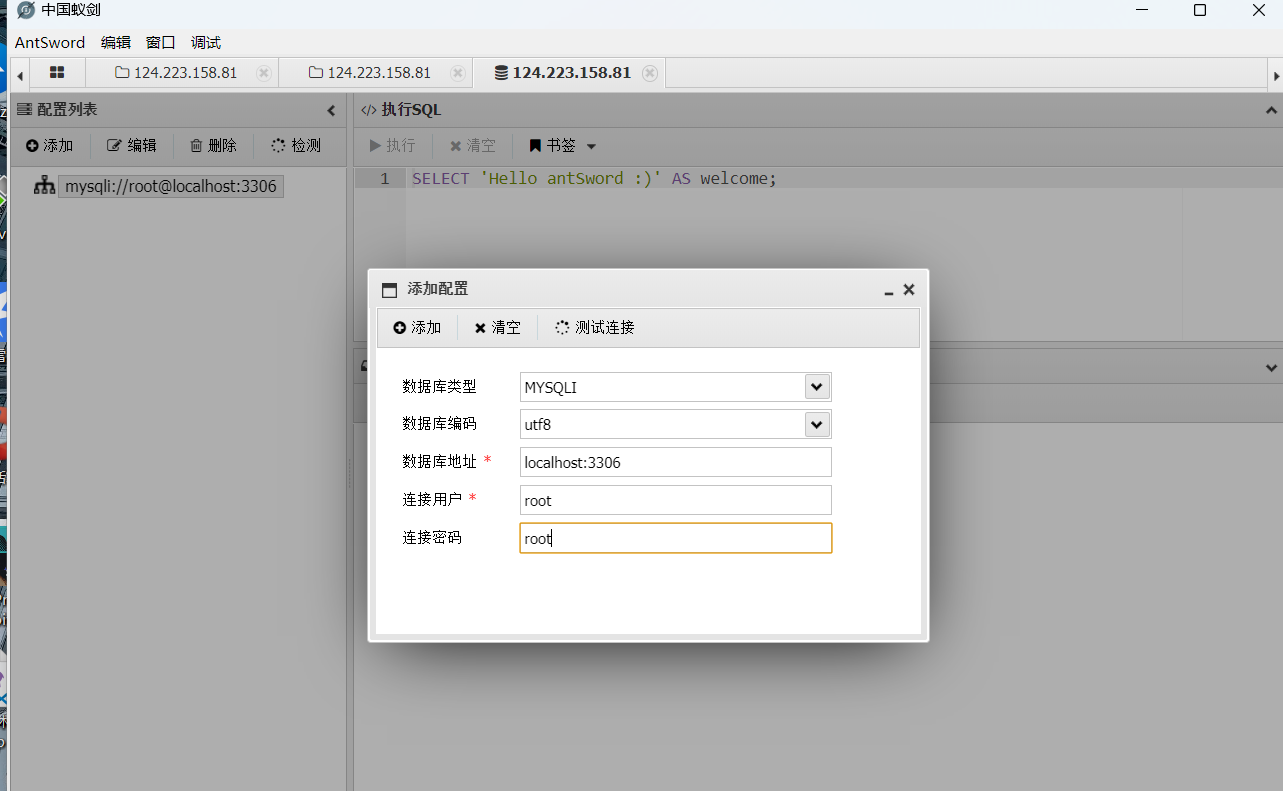 中国蚁剑
AntSword 编辑 窗口 调试
124.223.158.81 124.223.158.81 124.223.158.81
配置列表
添加 编辑 删除 检测
mysqli://root@localhost:3306
</> 执行SQL
执行 清空 书签
1 SELECT 'Hello antSword :)' AS welcome;
添加配置
添加 清空 测试连接
数据库类型 MYSQLI
数据库编码 utf8
数据库地址 * localhost:3306
连接用户 * root
连接密码 root